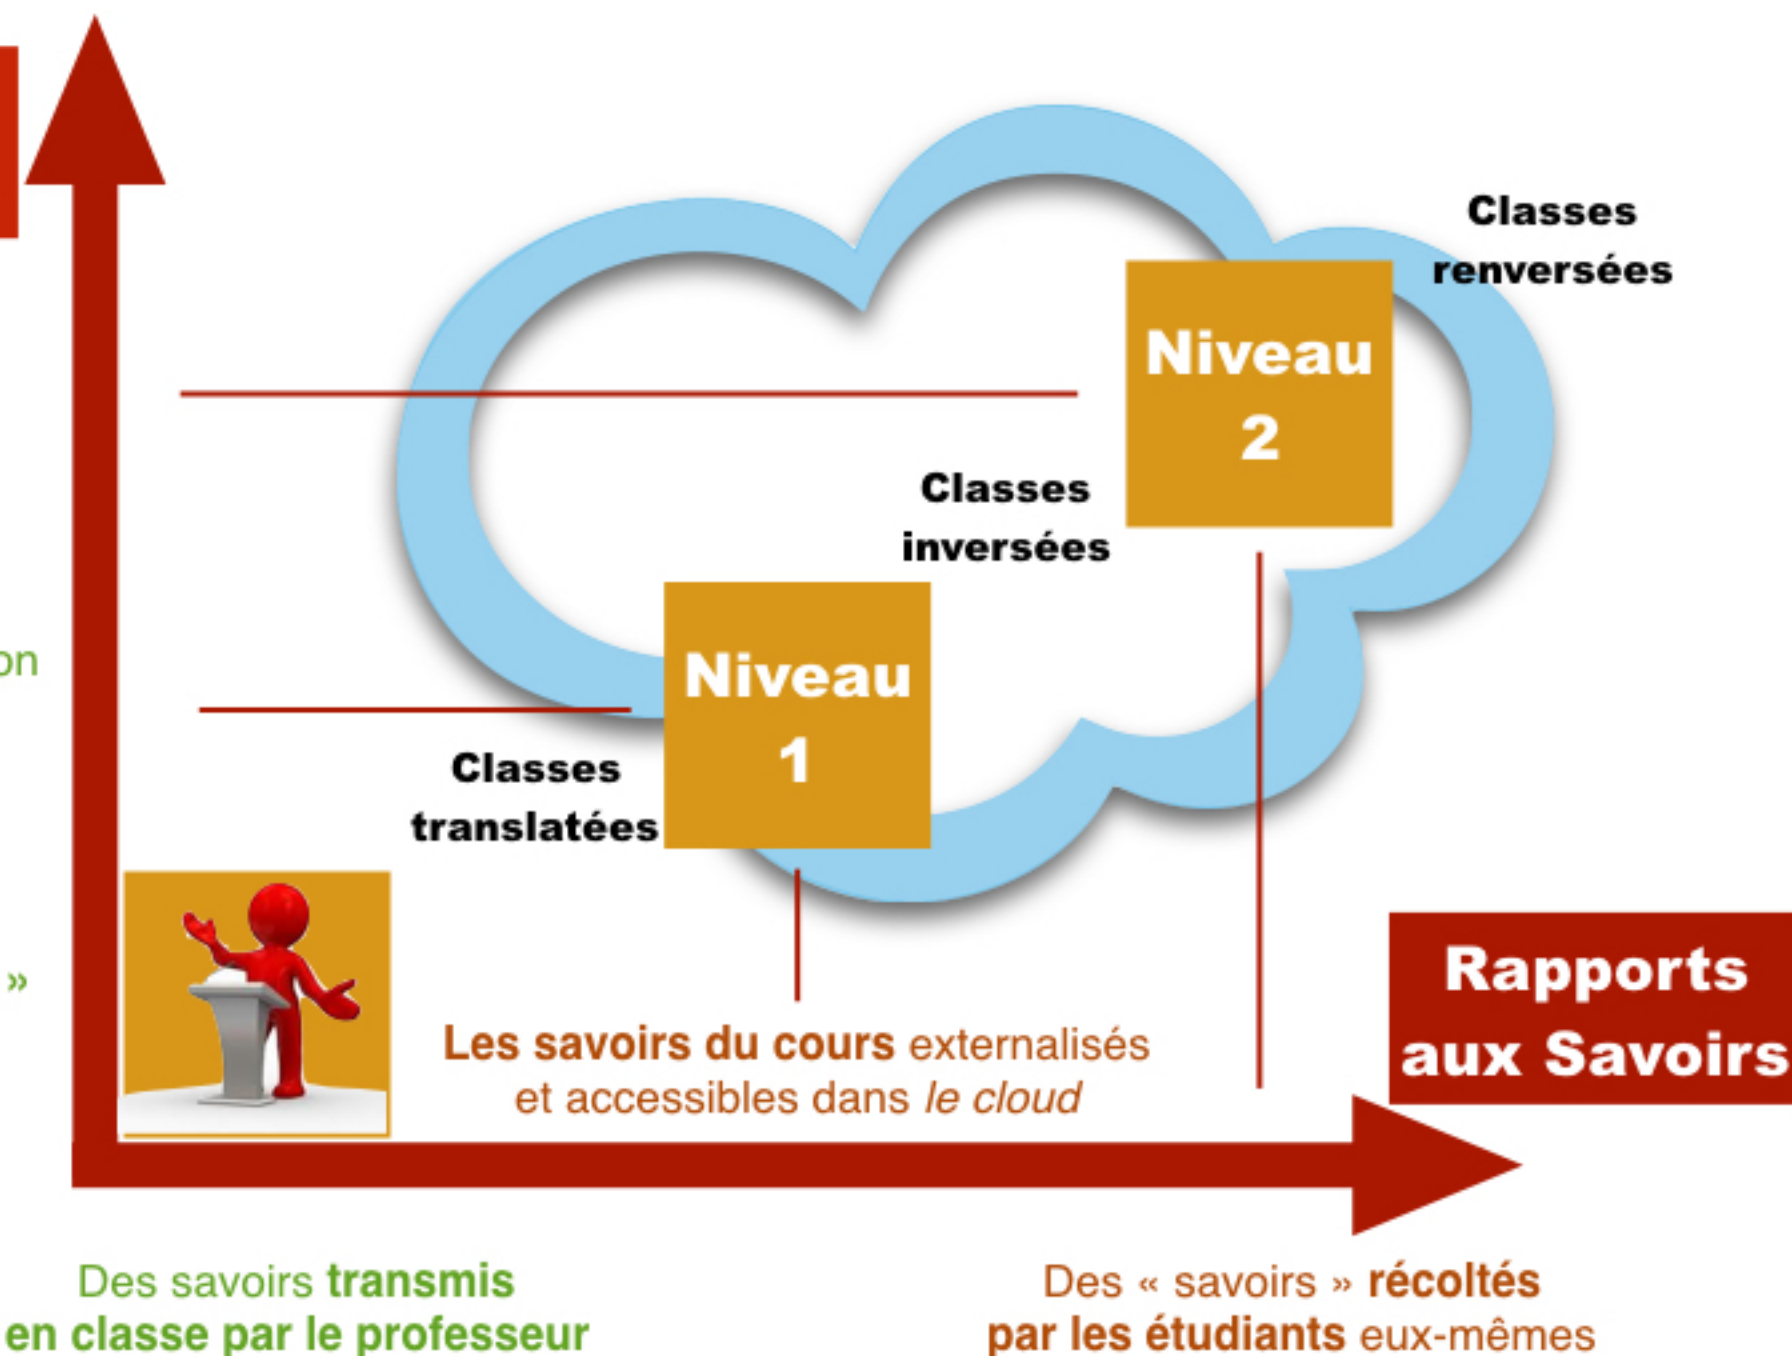 Classes
renversées
Niveau
2
Classes
inversées
Niveau
1
Classes
translatées
on
»
Rapports
aux Savoirs
Les savoirs du cours externalisés
et accessibles dans le cloud
Des savoirs transmis
en classe par le professeur
Des « savoirs » récoltés
par les étudiants eux-mêmes